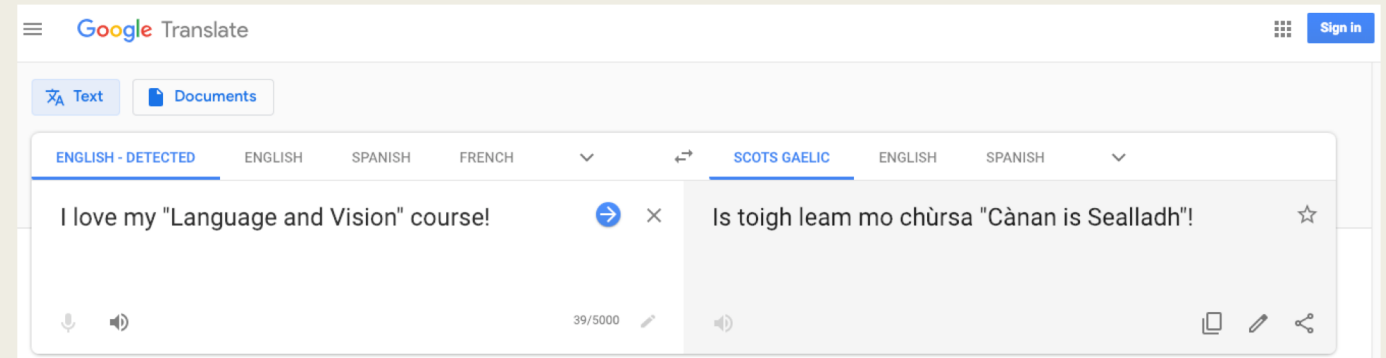 Google Translate
Sign in
Text
Documents
ENGLISH - DETECTED ENGLISH SPANISH FRENCH SCOTS GAELIC ENGLISH SPANISH
I love my "Language and Vision" course!
Is toigh leam mo chùrsa "Cànan is Sealladh"!
39/5000